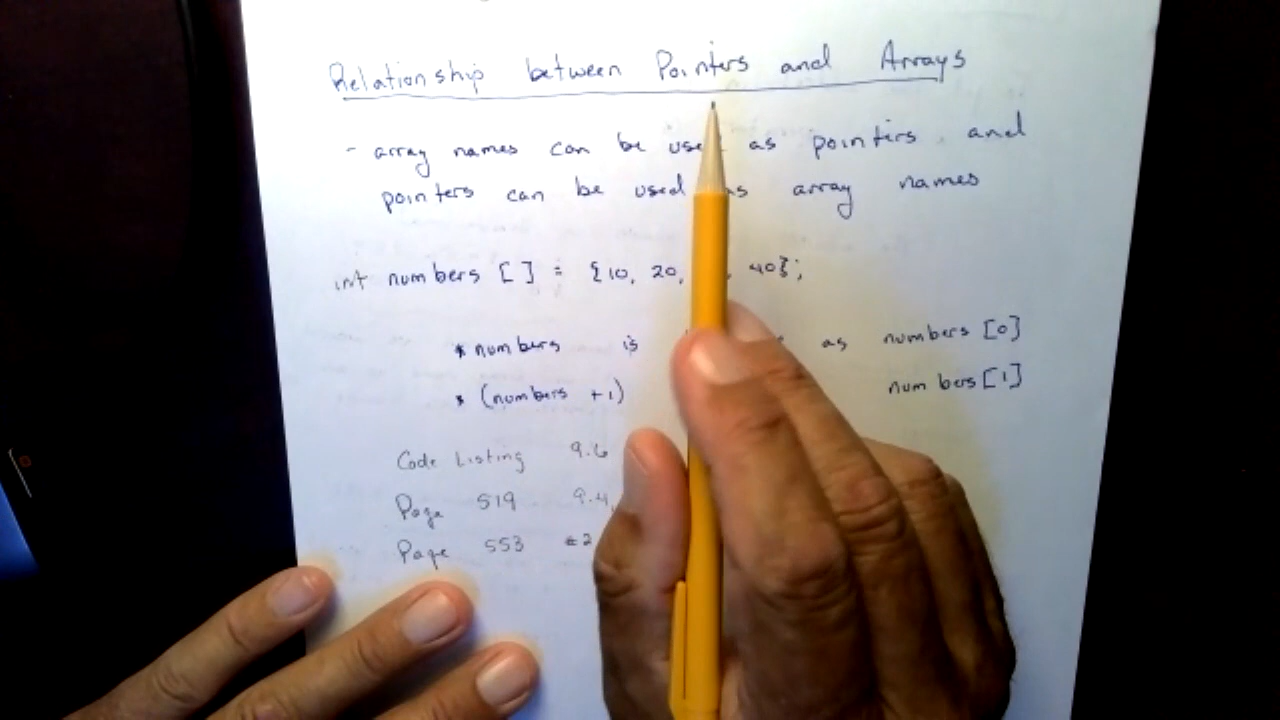 Relationship between Pointers and Arrays
- array names can be used as pointers and
pointers can be used as array names
int numbers [ ] = {10, 20, 40};
* numbers is as numbers [0]
* (numbers +1) numbers [1]
Code Listing 9.6
Page 519 9.4,
Page 553 #2